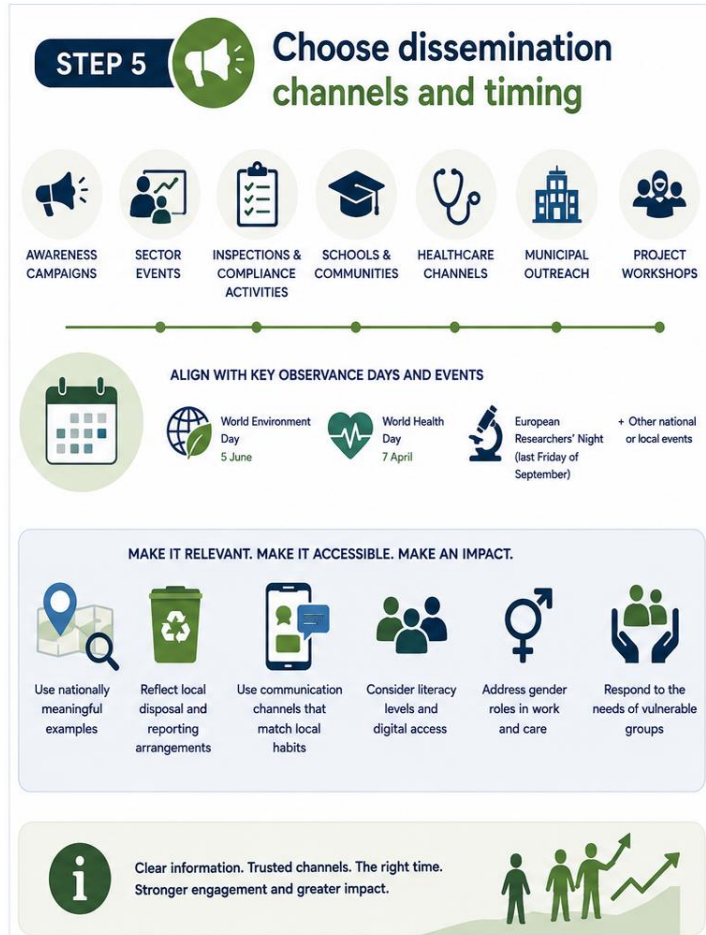 STEP 5
Choose dissemination
channels and timing
AWARENESS
CAMPAIGNS
SECTOR
EVENTS
INSPECTIONS &
COMPLIANCE
ACTIVITIES
SCHOOLS &
COMMUNITIES
HEALTHCARE
CHANNELS
MUNICIPAL
OUTREACH
PROJECT
WORKSHOPS
ALIGN WITH KEY OBSERVANCE DAYS AND EVENTS
World Environment
Day
5 June
World Health
Day
7 April
European
Researchers' Night
(last Friday of
September)
+ Other national
or local events
MAKE IT RELEVANT. MAKE IT ACCESSIBLE. MAKE AN IMPACT.
Use nationally
meaningful
examples
Reflect local
disposal and
reporting
arrangements
Use communication
channels that
match local
habits
Consider literacy
levels and
digital access
Address gender
roles in work
and care
Respond to the
needs of vulnerable
groups
i
Clear information. Trusted channels. The right time.
Stronger engagement and greater impact.